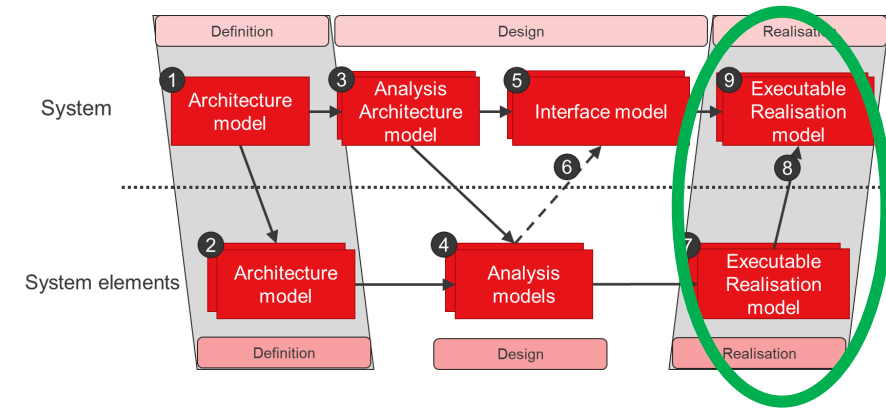 Definition
Design
Realisation
System
1
Architecture
model
3
Analysis
Architecture
model
5
Interface model
9
Executable
Realisation
model
6
8
System elements
2
Architecture
model
4
Analysis
models
7
Executable
Realisation
model
Definition
Design
Realisation